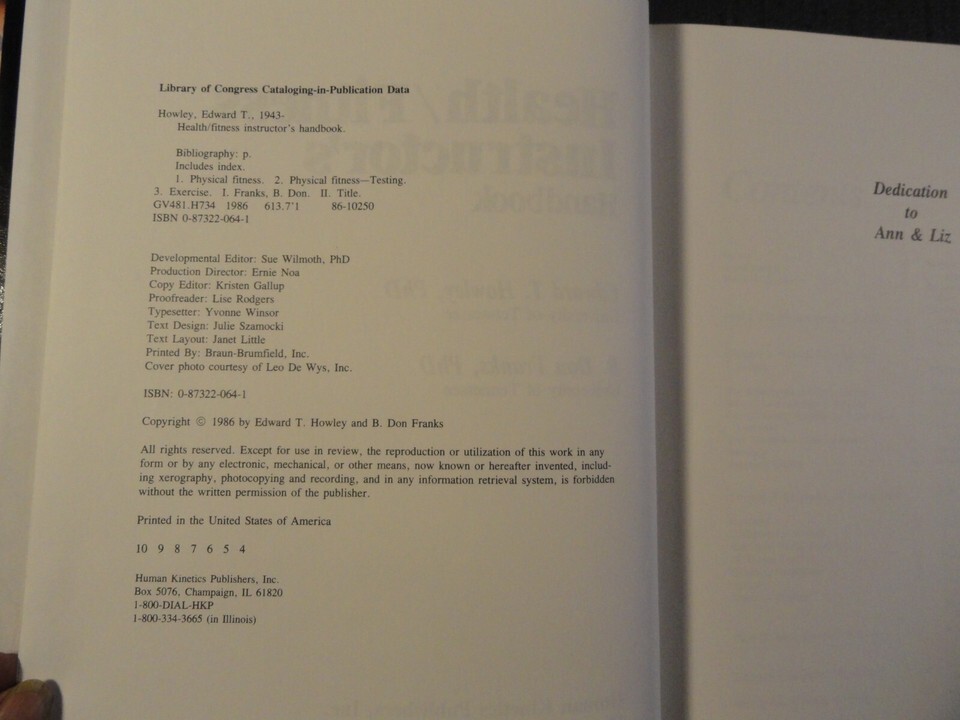 Library of Congress Cataloging-in-Publication Data
Howley, Edward T., 1943-
Health/fitness instructor's handbook.
Bibliography: p.
Includes index.
1. Physical fitness. 2. Physical fitness—Testing.
3. Exercise. I. Franks, B. Don. II. Title.
GV481.H734 1986 613.7'1 86-10250
ISBN 0-87322-064-1
Developmental Editor: Sue Wilmoth, PhD
Production Director: Ernie Noa
Copy Editor: Kristen Gallup
Proofreader: Lise Rodgers
Typesetter: Yvonne Winsor
Text Design: Julie Szamocki
Text Layout: Janet Little
Printed By: Braun-Brumfield, Inc.
Cover photo courtesy of Leo De Wys, Inc.
ISBN: 0-87322-064-1
Copyright © 1986 by Edward T. Howley and B. Don Franks
All rights reserved. Except for use in review, the reproduction or utilization of this work in any
form or by any electronic, mechanical, or other means, now known or hereafter invented, includ-
ing xerography, photocopying and recording, and in any information retrieval system, is forbidden
without the written permission of the publisher.
Printed in the United States of America
10 9 8 7 6 5 4
Human Kinetics Publishers, Inc.
Box 5076, Champaign, IL 61820
1-800-DIAL-HKP
1-800-334-3665 (in Illinois)
Dedication
to
Ann & Liz